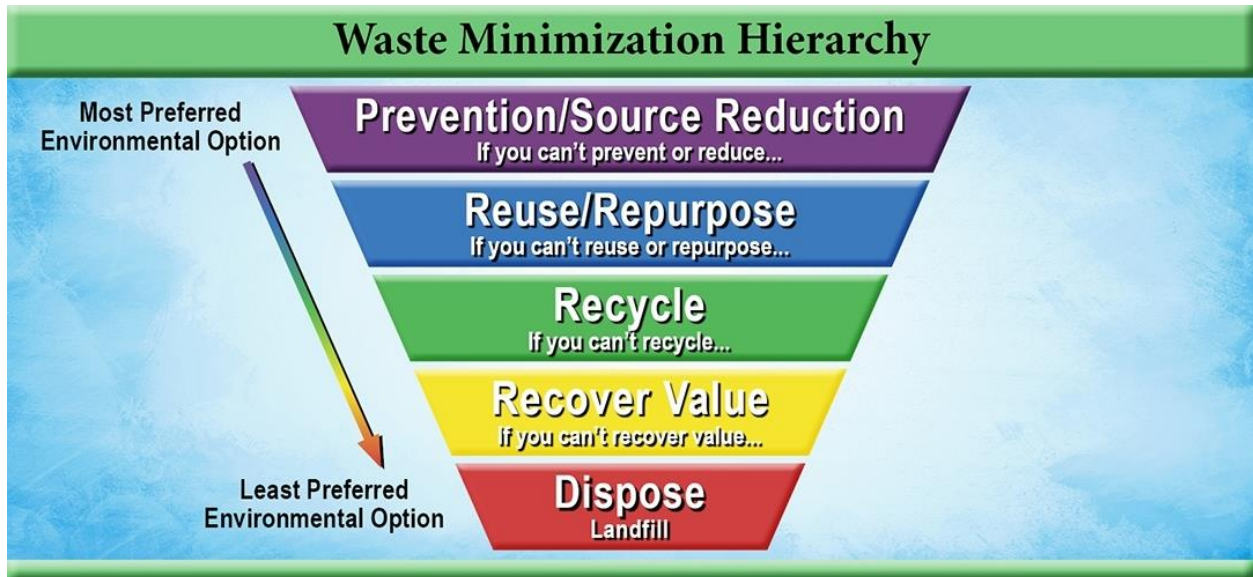 Waste Minimization Hierarchy
Most Preferred
Environmental Option
Prevention/Source Reduction
If you can't prevent or reduce...
Reuse/Repurpose
If you can't reuse or repurpose...
Recycle
If you can't recycle...
Recover Value
If you can't recover value...
Least Preferred
Environmental Option
Dispose
Landfill